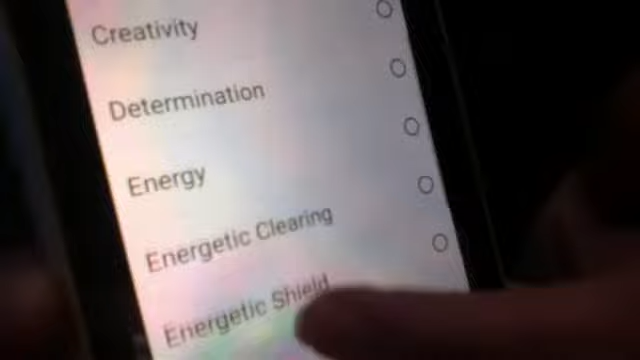 Creativity
Determination
Energy
Energetic Clearing
Energetic Shield